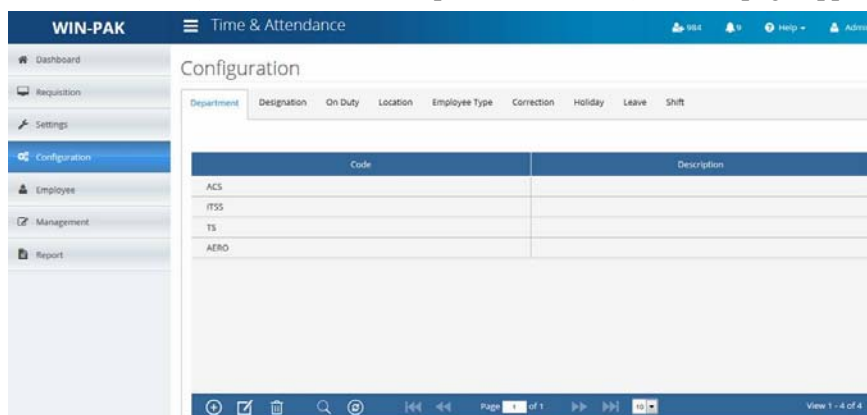 WIN-PAK
Time & Attendance
984
9
Help
Admi
Dashboard
Requisition
Settings
Configuration
Employee
Management
Report
Configuration
Department Designation On Duty Location Employee Type Correction Holiday Leave Shift
Code Description
ACS
ITSS
TS
AERO
Page 1 of 1 10 View 1 - 4 of 4